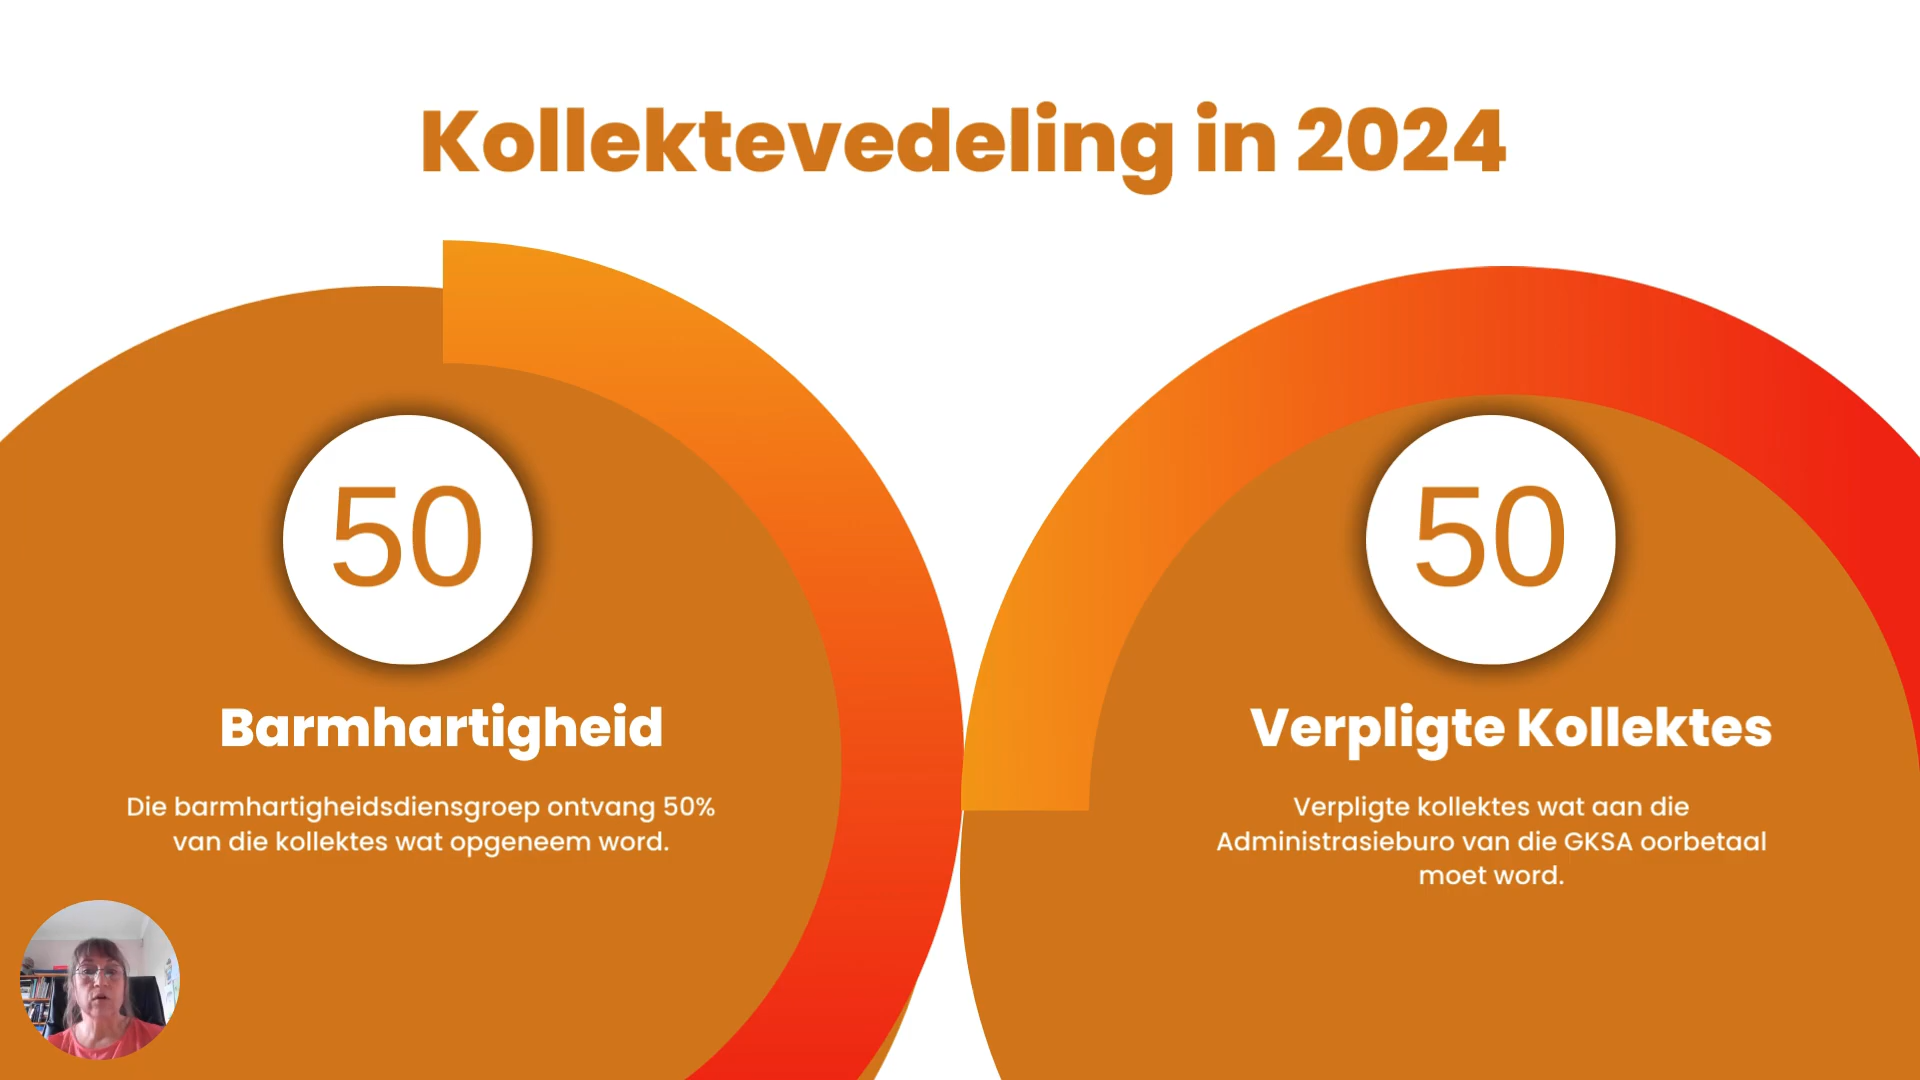 Kollektevedeling in 2024
50
Barmhartigheid
Die barmhartigheidsdiensgroep ontvang 50%
van die kollektes wat opgeneem word.
50
Verpligte Kollektes
Verpligte kollektes wat aan die
Administrasieburo van die GKSA oorbetaal
moet word.